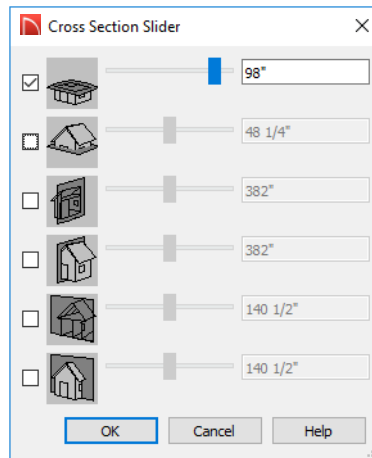 Cross Section Slider
98"
48 1/4"
382"
382"
140 1/2"
140 1/2"
OK
Cancel
Help